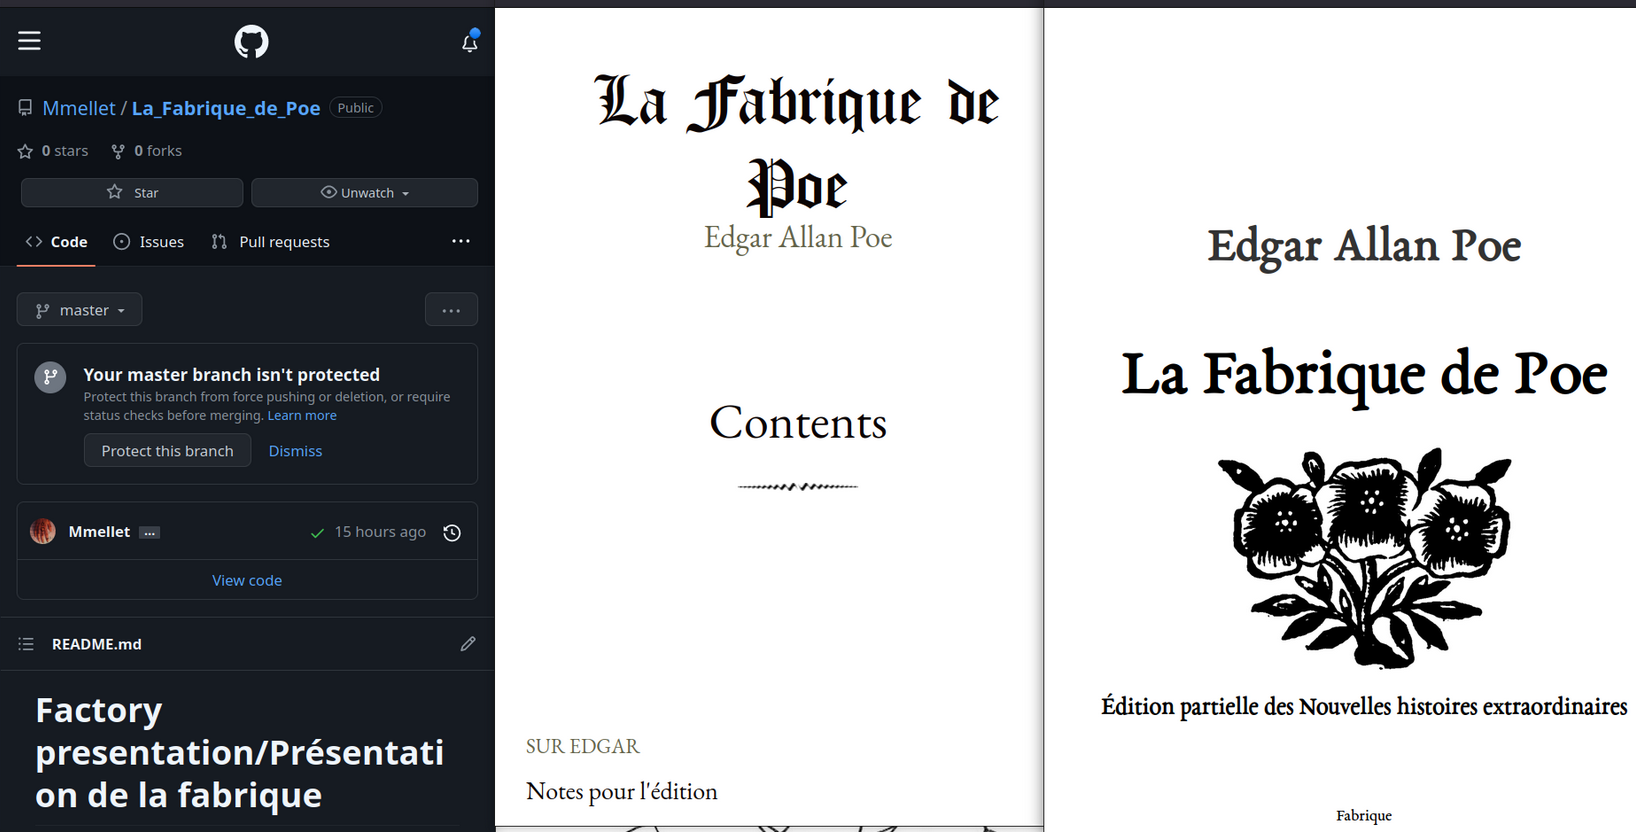 Mmellet / La_Fabrique_de_Poe Public
0 stars 0 forks
Star Unwatch
Code Issues Pull requests ...
master ...
Your master branch isn't protected
Protect this branch from force pushing or deletion, or require
status checks before merging. Learn more
Protect this branch Dismiss
Mmellet ... 15 hours ago
View code
README.md
Factory
presentation/Présentati
on de la fabrique
La Fabrique de
Poe
Edgar Allan Poe
Contents
SUR EDGAR
Notes pour l'édition
Edgar Allan Poe
La Fabrique de Poe
Édition partielle des Nouvelles histoires extraordinaires
Fabrique